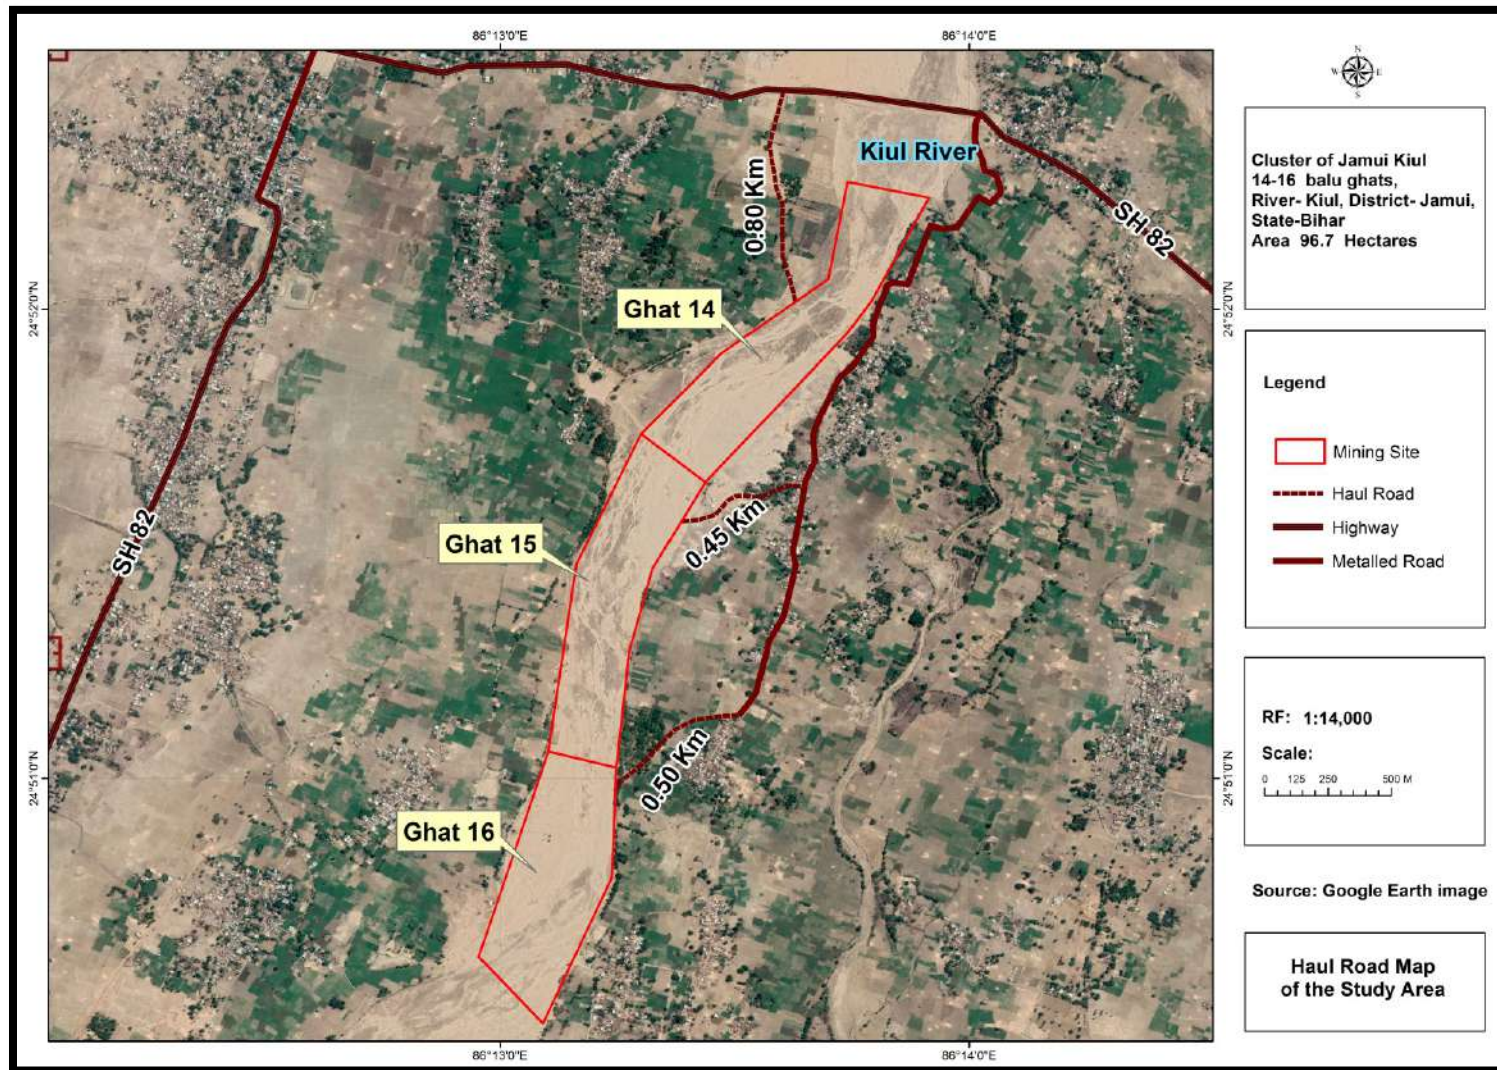 86°13'0"E
86°14'0"E
N
W E
S
Kiul River
0.80 Km
SH 82
Ghat 14
24°52'0"N
24°52'0"N
Ghat 15
0.45 Km
SH 82
0.50 Km
24°51'0"N
24°51'0"N
Ghat 16
86°13'0"E
86°14'0"E
Cluster of Jamui Kiul
14-16 balu ghats,
River- Kiul, District- Jamui,
State-Bihar
Area 96.7 Hectares
Legend
Mining Site
Haul Road
Highway
Metalled Road
RF: 1:14,000
Scale:
0 125 250 500 M
Source: Google Earth image
Haul Road Map
of the Study Area